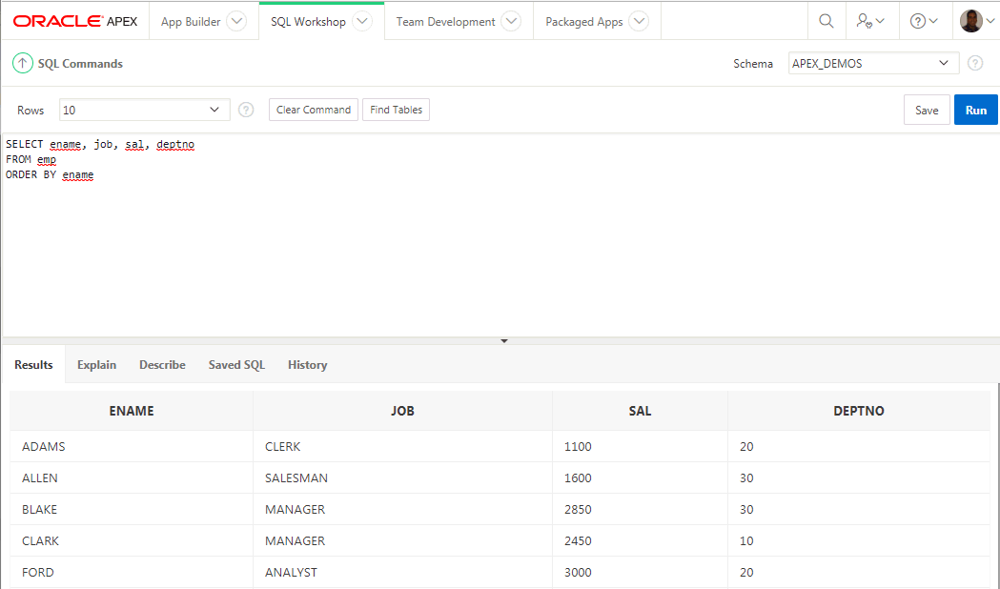 ORACLE APEX App Builder SQL Workshop Team Development Packaged Apps
SQL Commands Schema APEX_DEMOS
Rows 10 Clear Command Find Tables Save Run
SELECT ename, job, sal, deptno
FROM emp
ORDER BY ename
Results Explain Describe Saved SQL History
ENAME JOB SAL DEPTNO
ADAMS CLERK 1100 20
ALLEN SALESMAN 1600 30
BLAKE MANAGER 2850 30
CLARK MANAGER 2450 10
FORD ANALYST 3000 20